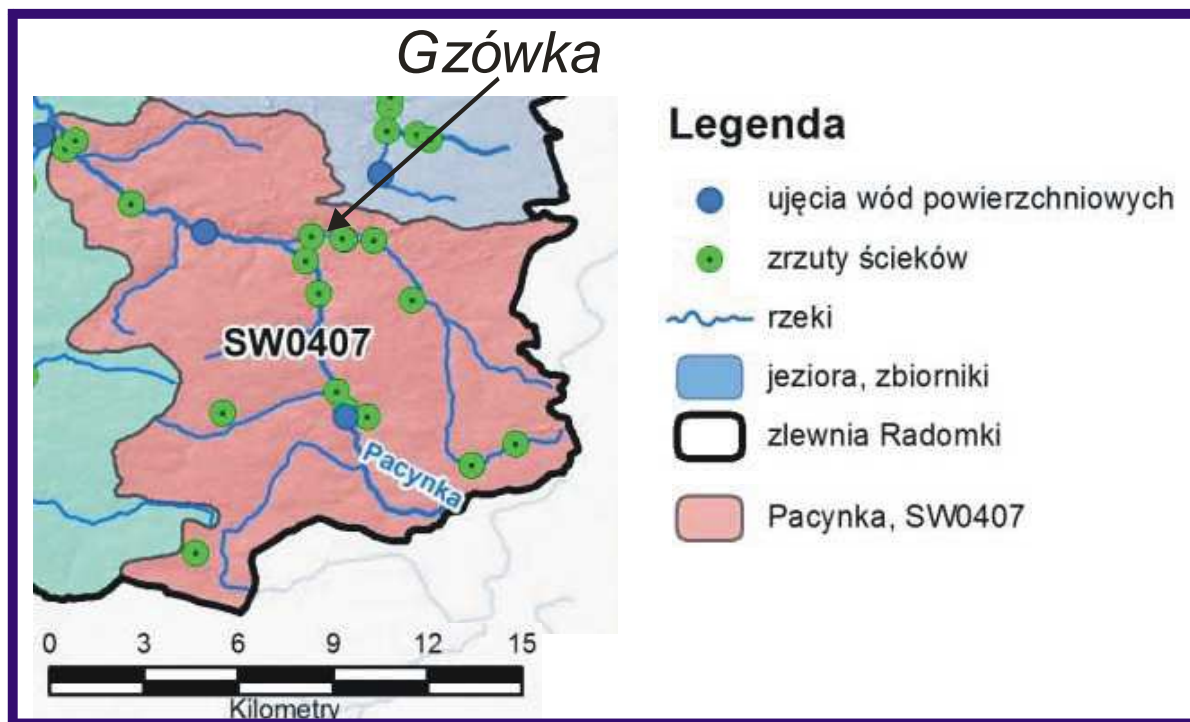 Gzówka
SW0407
Pacynka
0 3 6 9 12 15
Kilometry
Legenda
ujęcia wód powierzchniowych
zrzuty ścieków
rzeki
jeziora, zbiorniki
zlewnia Radomki
Pacynka, SW0407